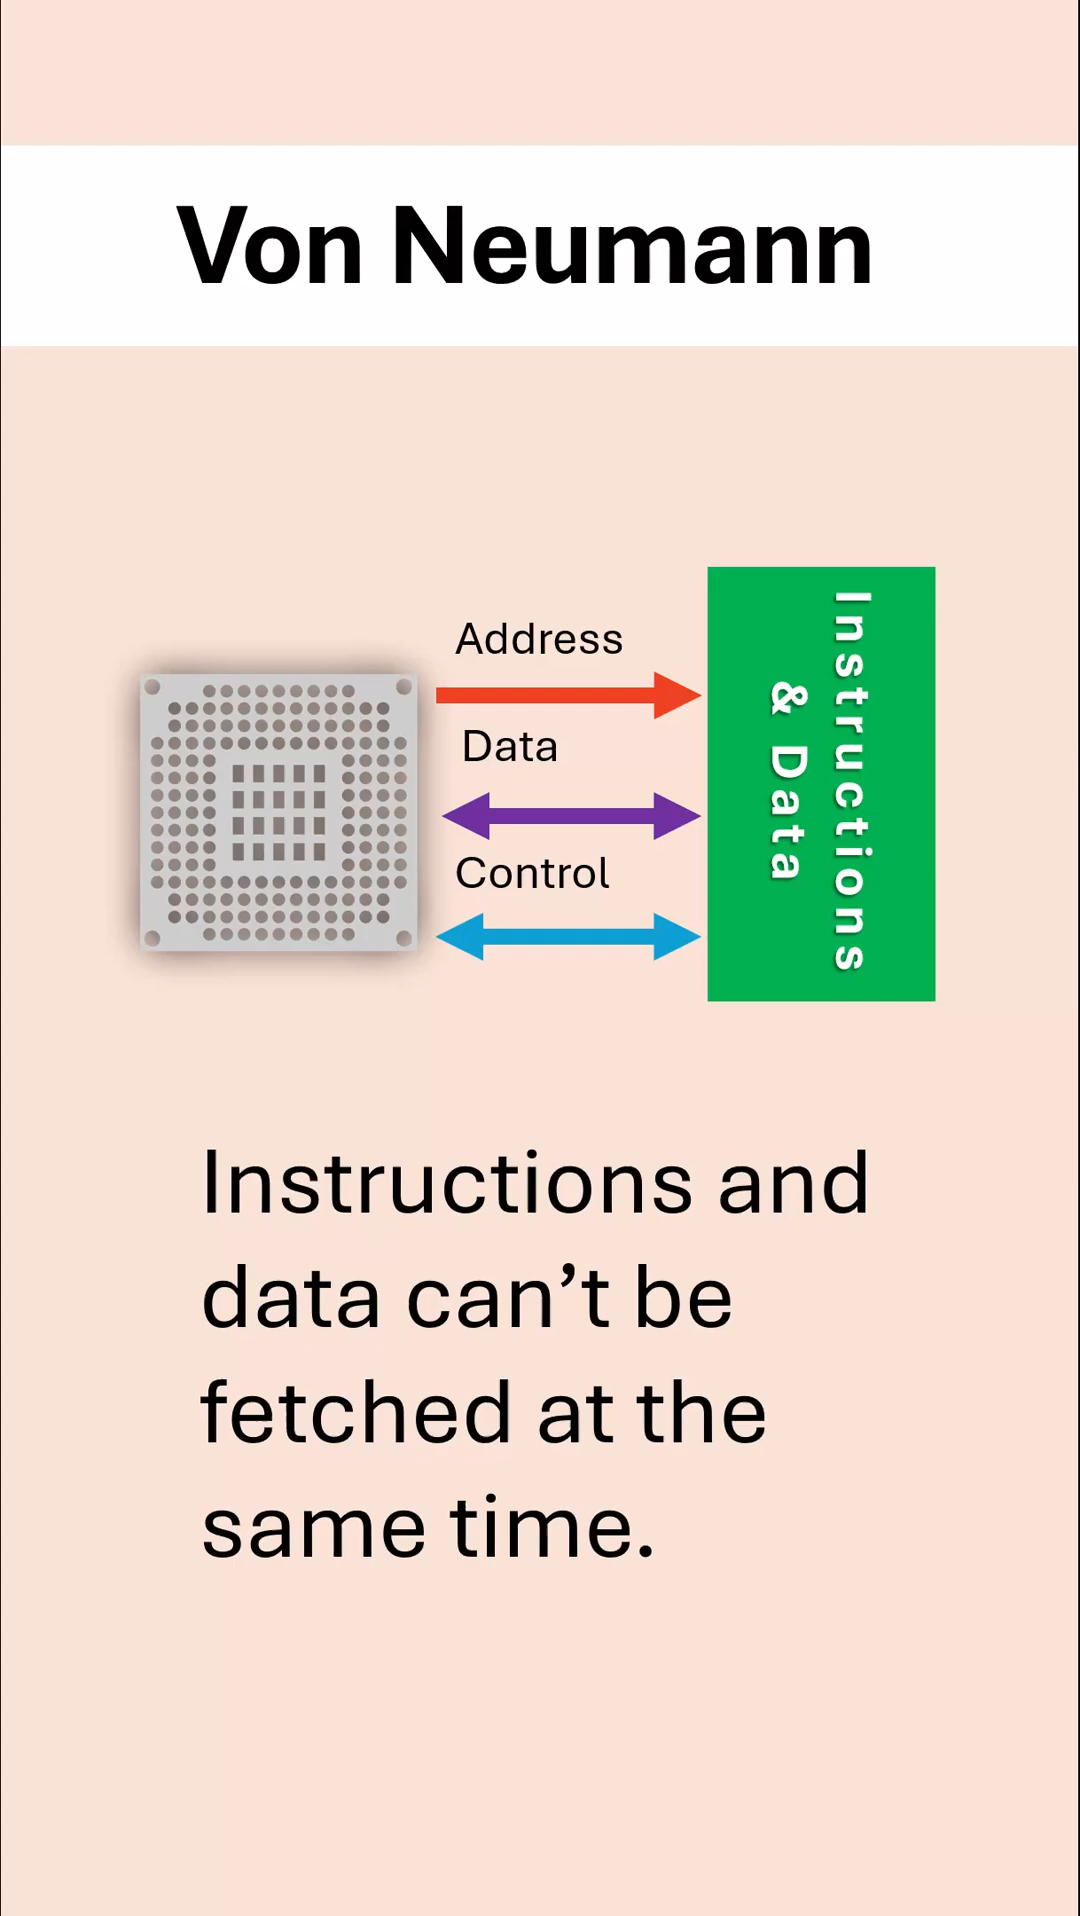 Von Neumann
Address
Data
Control
Instructions
& Data
Instructions and
data can’t be
fetched at the
same time.